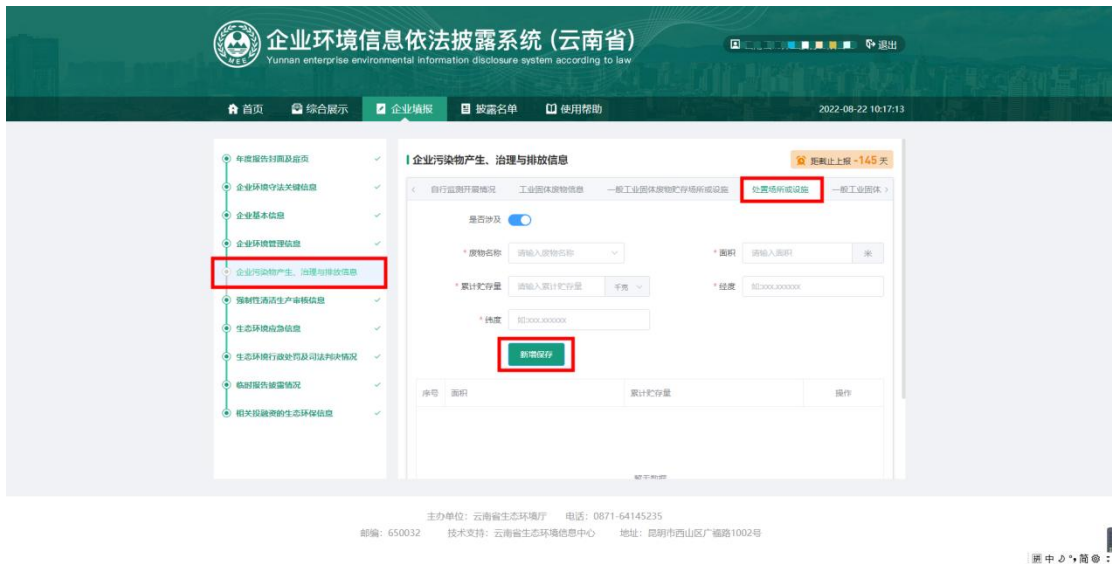 企业环境信息依法披露系统 (云南省)
Yunnan enterprise environmental information disclosure system according to law
退出
首页 综合展示 企业填报 披露名单 使用帮助 2022-08-22 10:17:13
年度报告封面及扉页
企业环境守法关键信息
企业基本信息
企业环境管理信息
企业污染物产生、治理与排放信息
强制性清洁生产审核信息
生态环境应急信息
生态环境行政处罚及司法判决情况
临时报告披露情况
相关投融资的生态环保信息
企业污染物产生、治理与排放信息 距截止上报 -145 天
自行监测开展情况 工业固体废物信息 一般工业固体废物贮存场所或设施 处置场所或设施 一般工业固体
是否涉及
* 废物名称 请输入废物名称 * 面积 请输入面积 米
* 累计贮存量 请输入累计贮存量 千克 * 经度 如:xxx.xxxxxx
* 纬度 如:xxx.xxxxxx
新增保存
序号 面积 累计贮存量 操作
暂无数据
主办单位：云南省生态环境厅 电话：0871-64145235
邮编：650032 技术支持：云南省生态环境信息中心 地址：昆明市西山区广福路1002号
中 简